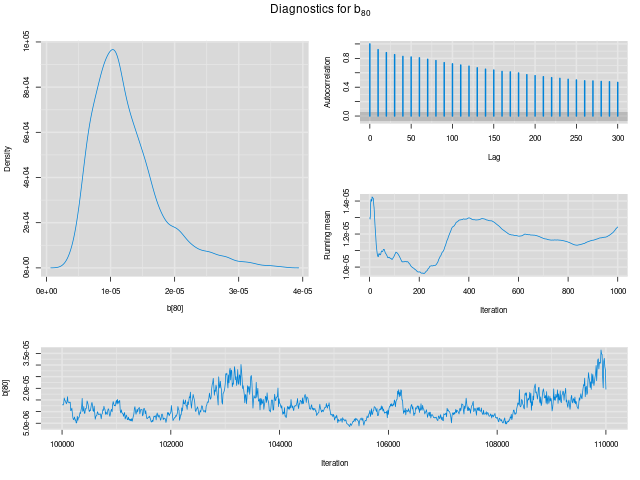 Diagnostics for b80
Density
0e+00
2e+04
4e+04
6e+04
8e+04
1e+05
0e+00
1e-05
2e-05
3e-05
4e-05
b[80]
Autocorrelation
0.0
0.4
0.8
0
50
100
150
200
250
300
Lag
Running mean
1.0e-05
1.2e-05
1.4e-05
0
200
400
600
800
1000
Iteration
b[80]
5.0e-06
2.0e-05
3.5e-05
100000
102000
104000
106000
108000
110000
Iteration